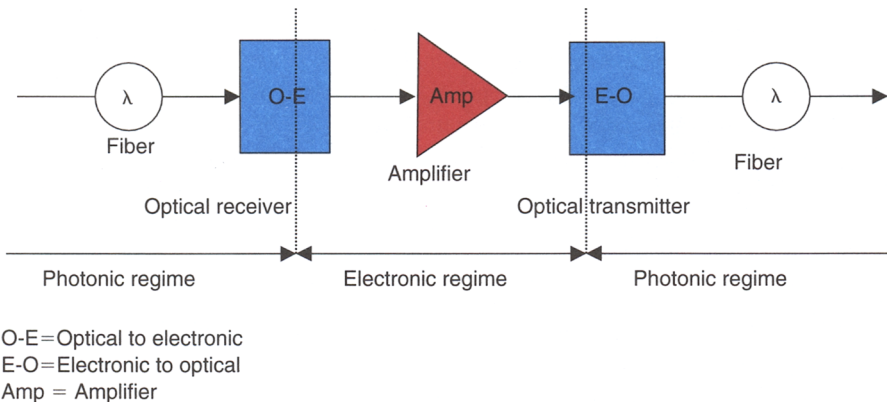 λ
O-E
Amp
E-O
λ
Fiber
Amplifier
Fiber
Optical receiver
Optical transmitter
Photonic regime
Electronic regime
Photonic regime
O-E=Optical to electronic
E-O=Electronic to optical
Amp = Amplifier